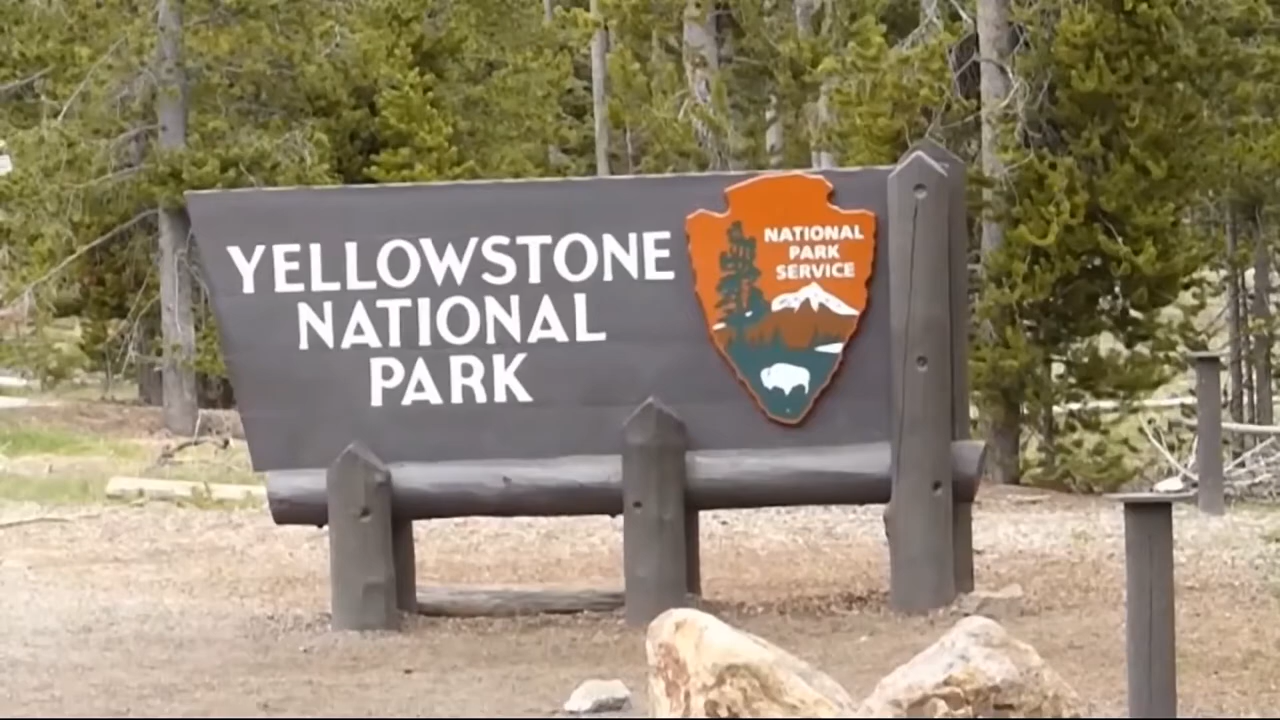 YELLOWSTONE
NATIONAL
PARK
NATIONAL
PARK
SERVICE